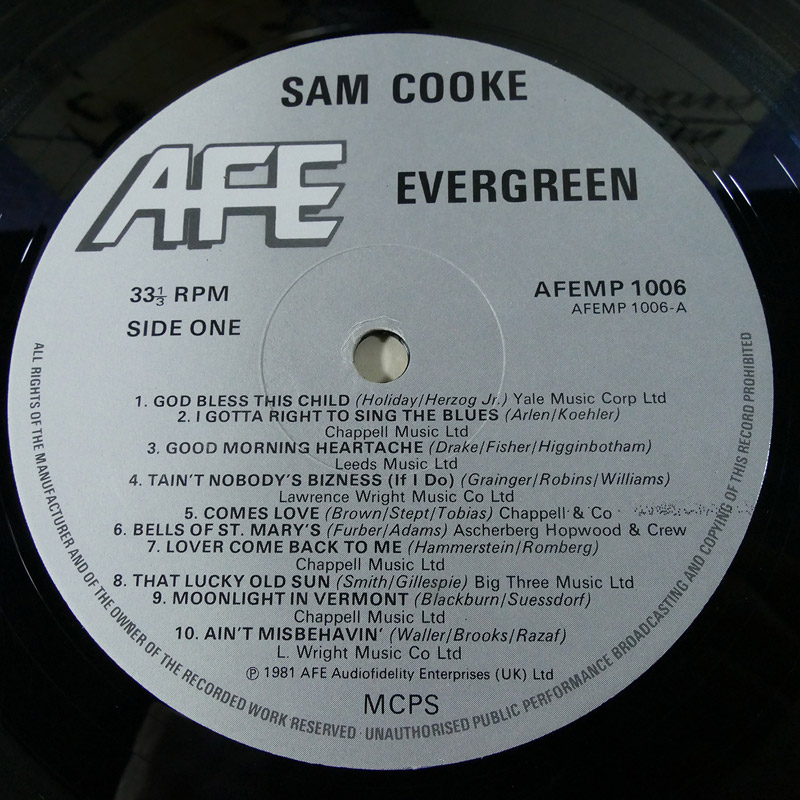 SAM COOKE
AFE
EVERGREEN
33⅓ RPM
SIDE ONE
AFEMP 1006
AFEMP 1006-A
1. GOD BLESS THIS CHILD (Holiday/Herzog Jr.) Yale Music Corp Ltd
2. I GOTTA RIGHT TO SING THE BLUES (Arlen/Koehler)
Chappell Music Ltd
3. GOOD MORNING HEARTACHE (Drake/Fisher/Higginbotham)
Leeds Music Ltd
4. TAIN'T NOBODY'S BIZNESS (If I Do) (Grainger/Robins/Williams)
Lawrence Wright Music Co Ltd
5. COMES LOVE (Brown/Stept/Tobias) Chappell & Co
6. BELLS OF ST. MARY'S (Furber/Adams) Ascherberg Hopwood & Crew
7. LOVER COME BACK TO ME (Hammerstein/Romberg)
Chappell Music Ltd
8. THAT LUCKY OLD SUN (Smith/Gillespie) Big Three Music Ltd
9. MOONLIGHT IN VERMONT (Blackburn/Suessdorf)
Chappell Music Ltd
10. AIN'T MISBEHAVIN' (Waller/Brooks/Razaf)
L. Wright Music Co Ltd
℗ 1981 AFE Audiofidelity Enterprises (UK) Ltd
MCPS
ALL RIGHTS OF THE MANUFACTURER AND OF THE OWNER OF THE RECORDED WORK RESERVED · UNAUTHORISED PUBLIC PERFORMANCE BROADCASTING AND COPYING OF THIS RECORD PROHIBITED